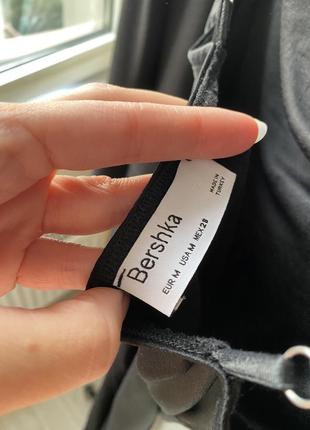 Bershka
EUR M USA M MEX 28
MADE IN
TURKEY